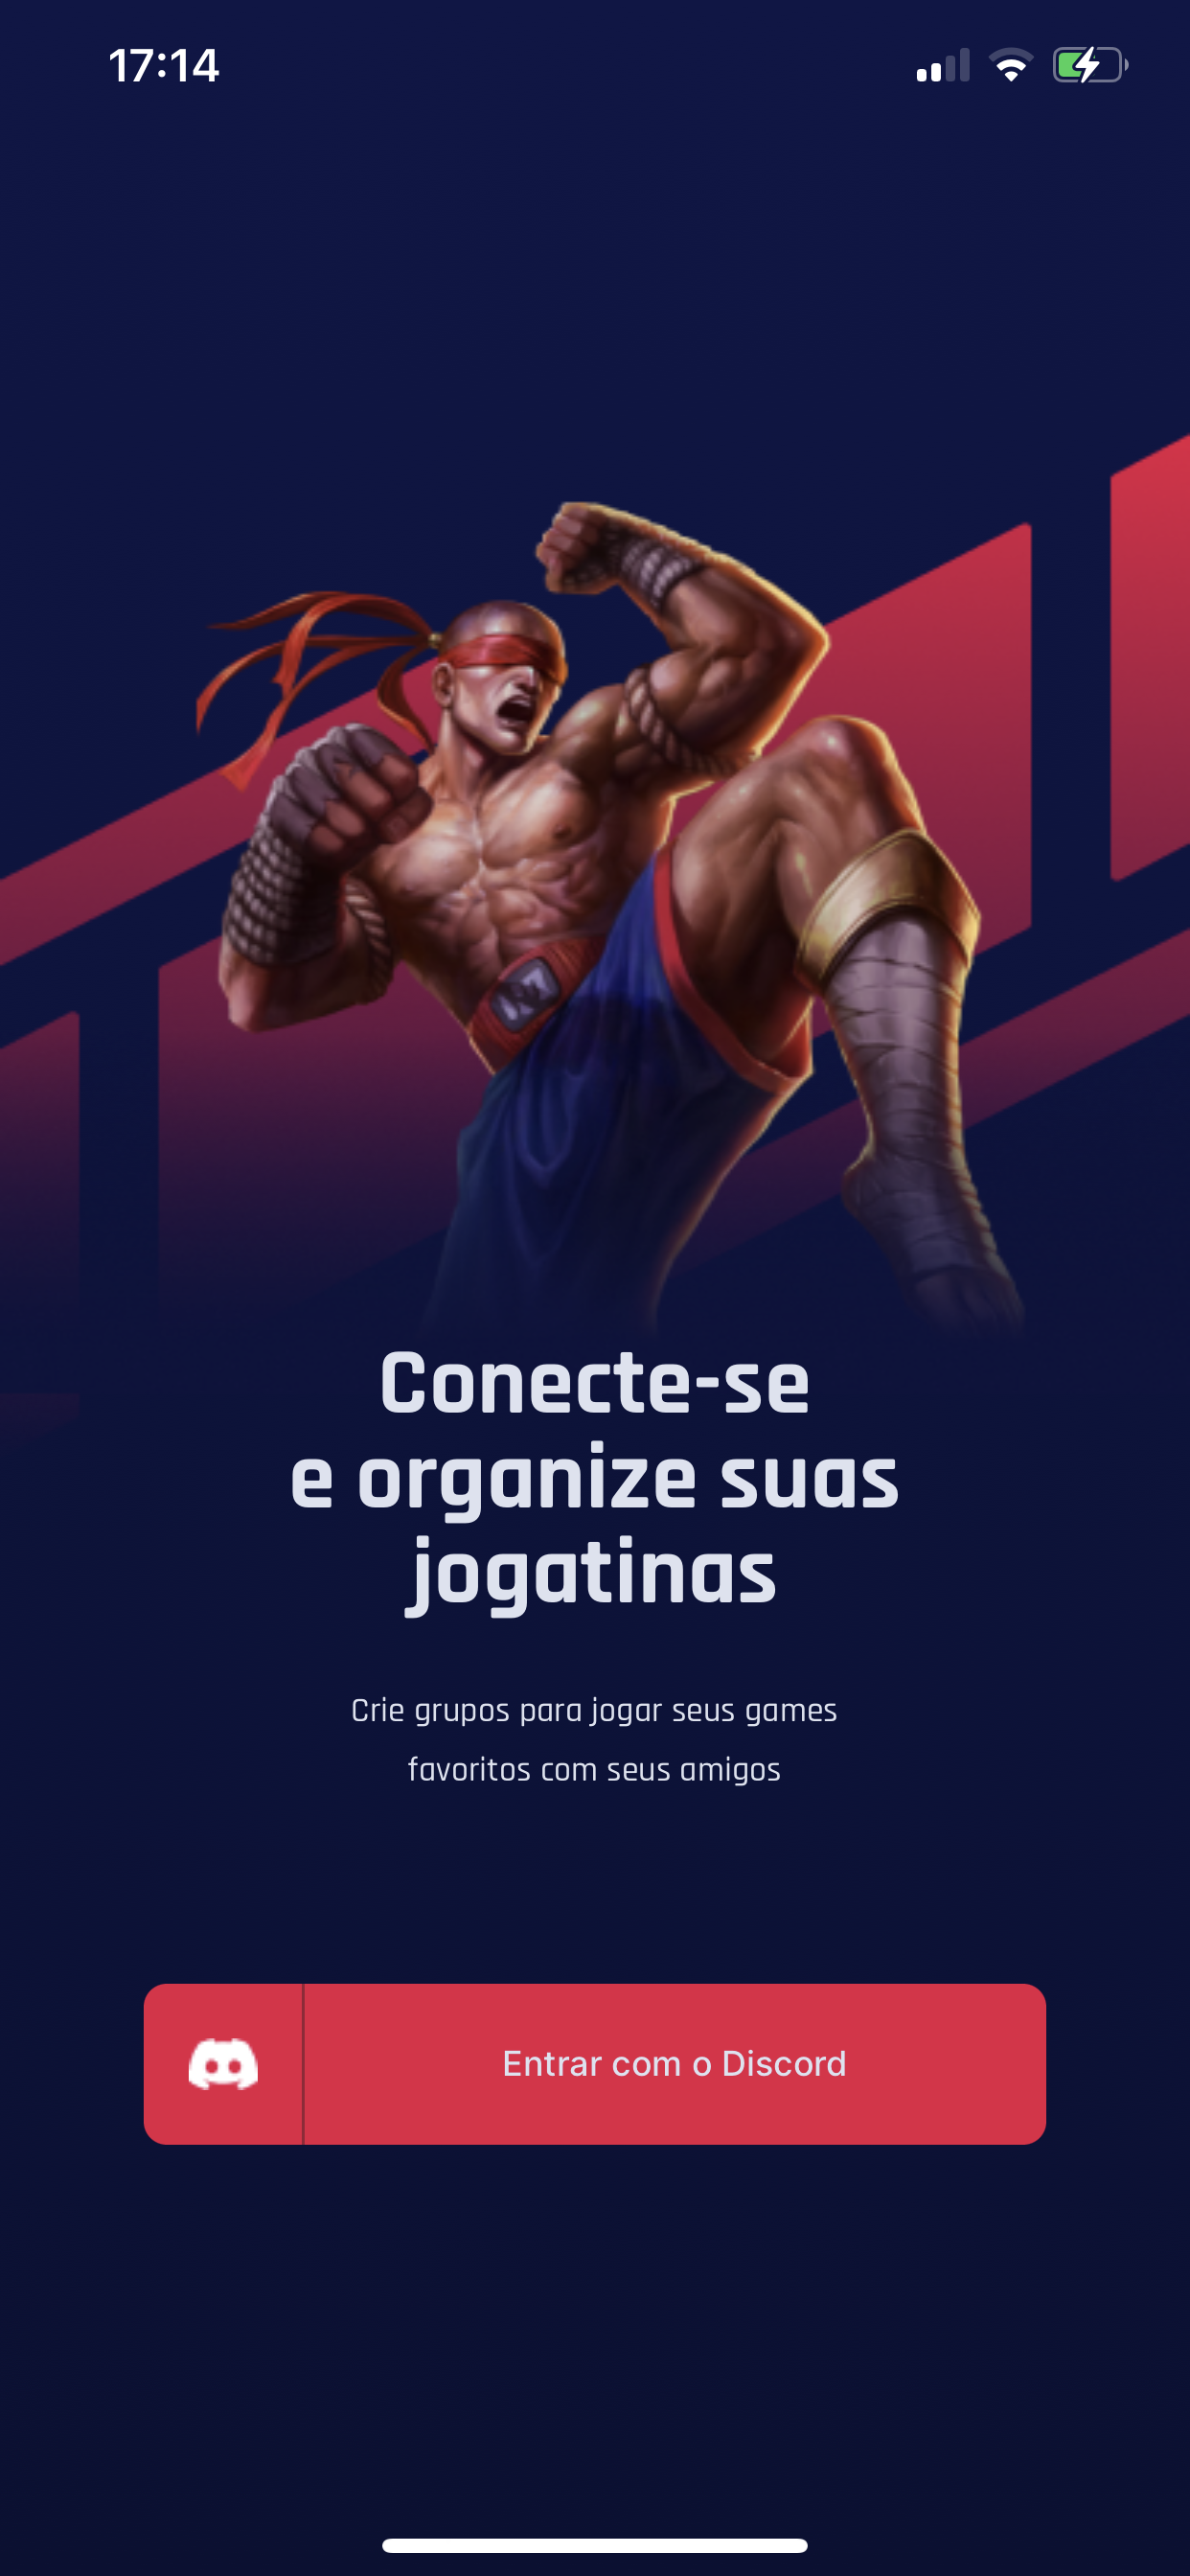 17:14
Conecte-se
e organize suas
jogatinas
Crie grupos para jogar seus games
favoritos com seus amigos
Entrar com o Discord